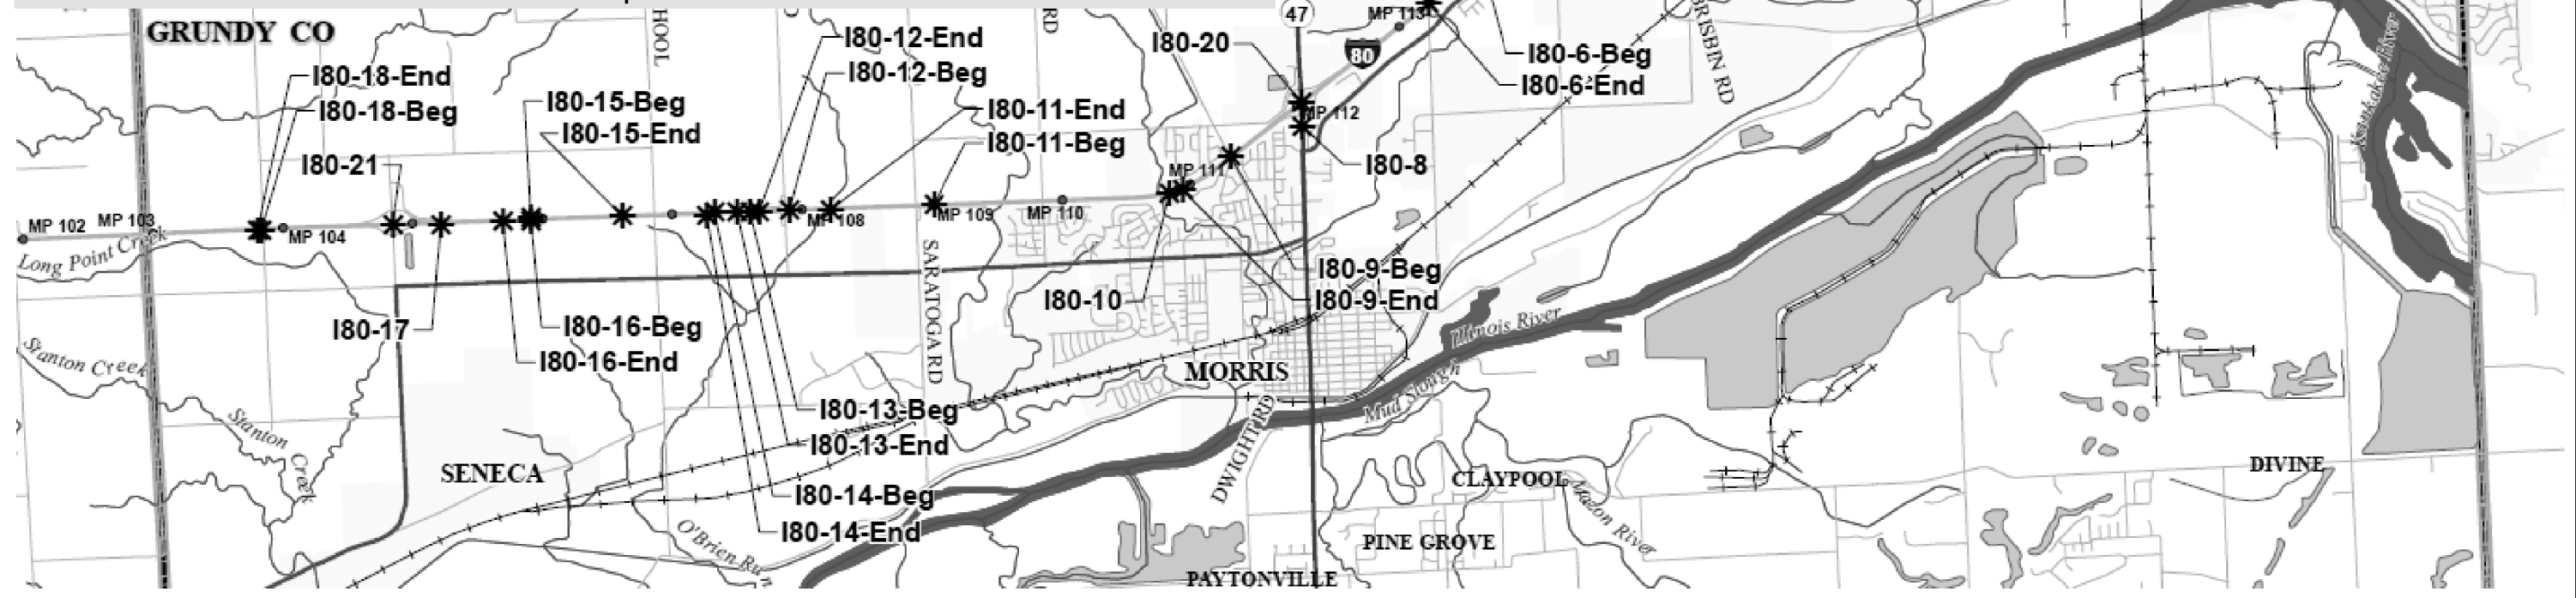 GRUNDY CO
HOOL
RD
47
MP 113
BRISBIN RD
Kankakee River
I80-12-End
I80-20
80
I80-6-Beg
I80-18-End
I80-12-Beg
I80-6-End
I80-18-Beg
I80-15-Beg
I80-11-End
MP 112
I80-15-End
I80-11-Beg
I80-21
I80-8
MP 111
MP 102
MP 103
MP 104
MP 108
MP 109
MP 110
Long Point Creek
SARATOGA RD
I80-9-Beg
I80-10
I80-9-End
I80-17
I80-16-Beg
Illinois River
Stanton Creek
I80-16-End
MORRIS
Mud Slough
I80-13-Beg
Stanton Creek
I80-13-End
DWIGHT RD
SENECA
CLAYPOOL
DIVINE
I80-14-Beg
Mazon River
I80-14-End
O'Brien Run
PINE GROVE
PAYTONVILLE